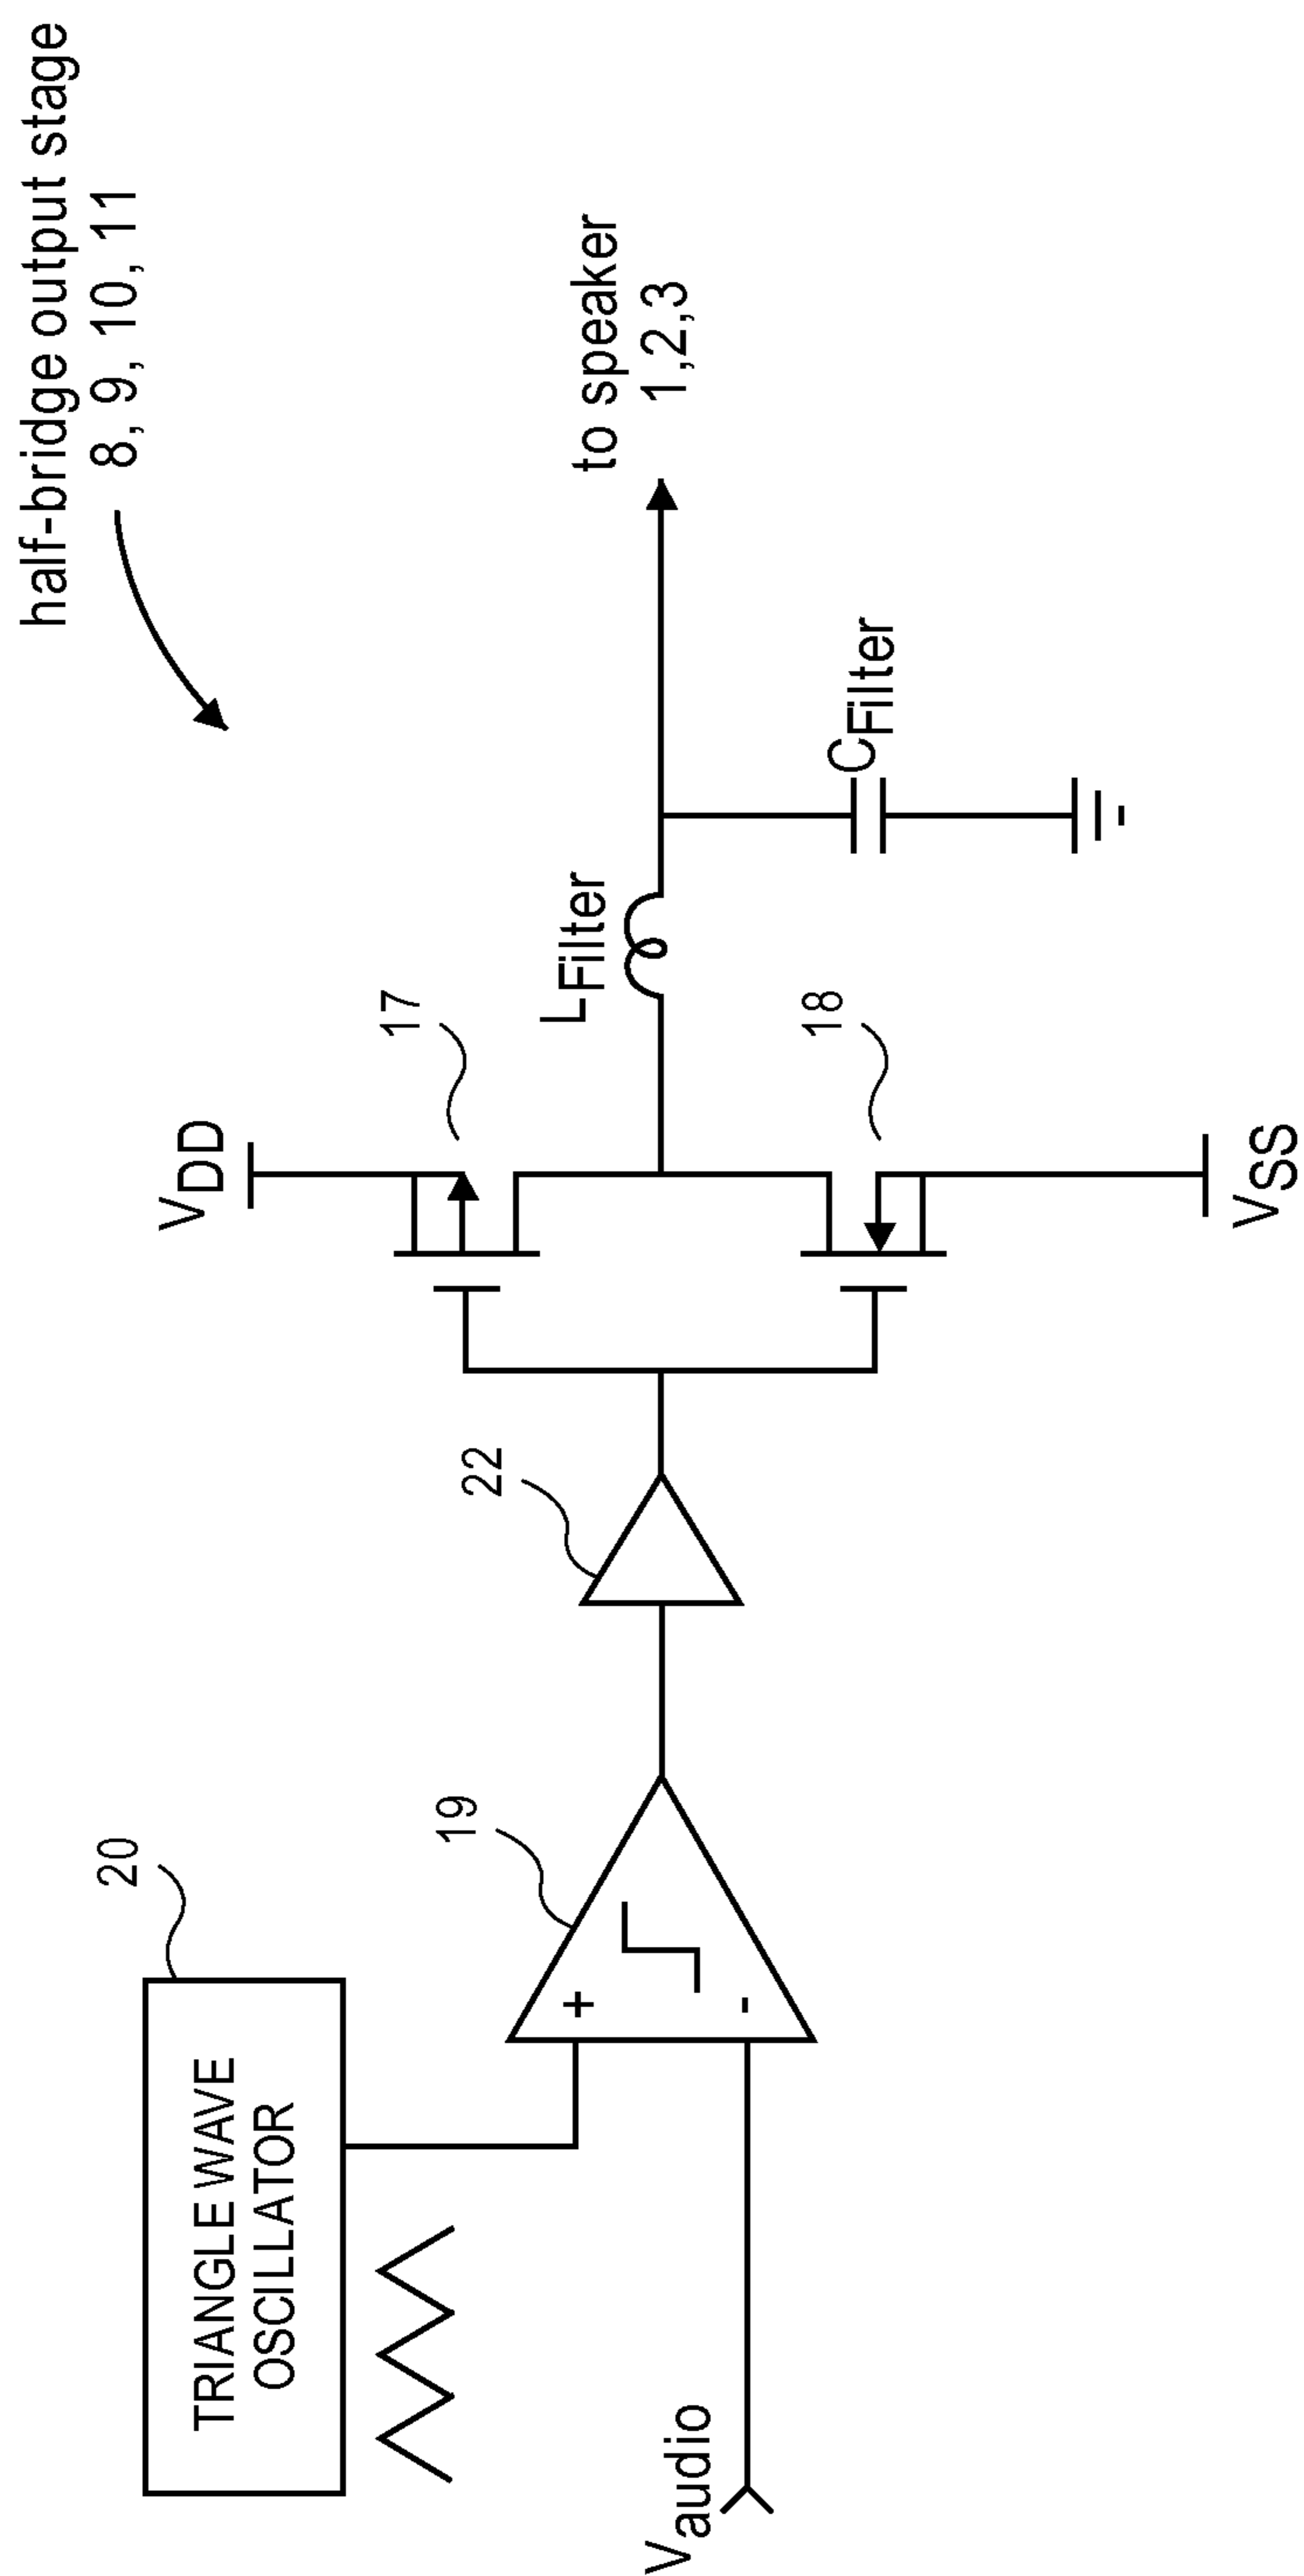 half-bridge output stage
8, 9, 10, 11
20
TRIANGLE WAVE
OSCILLATOR
Vaudio
+
-
19
22
VDD
17
LFilter
to speaker
1,2,3
CFilter
18
VSS